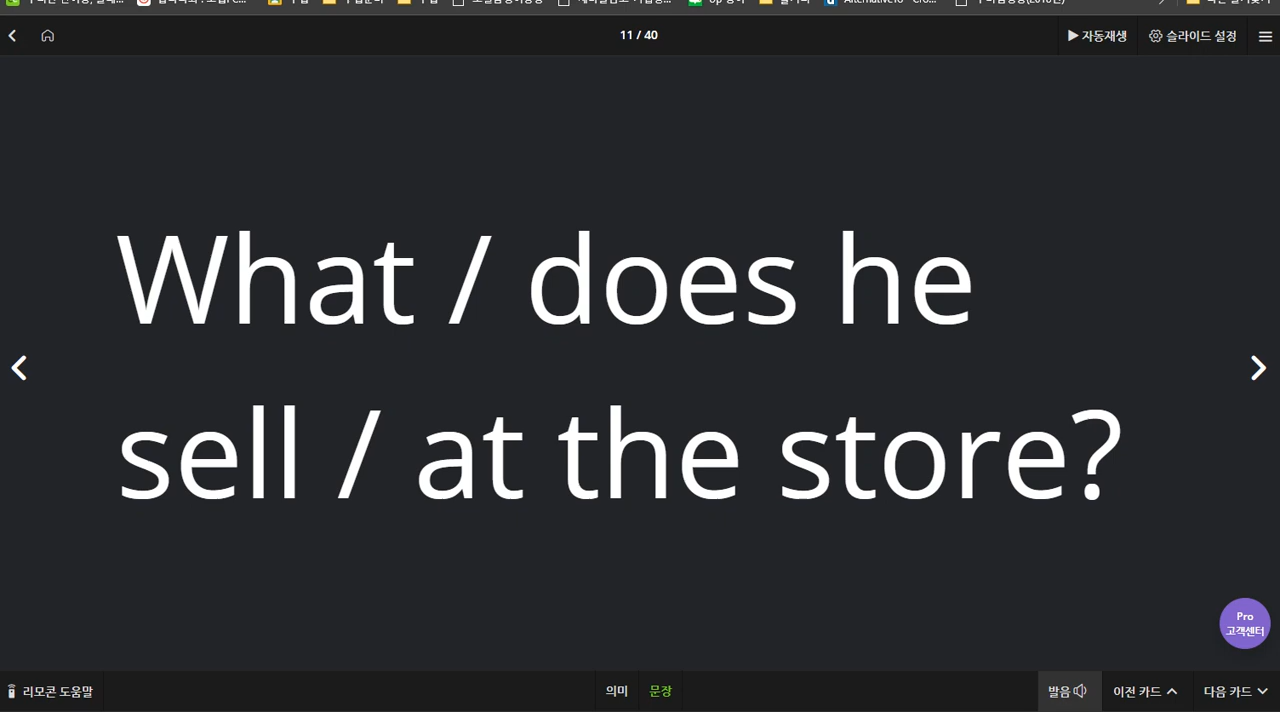 11 / 40
▶ 자동재생
슬라이드 설정
What / does he
sell / at the store?
Pro
고객센터
리모콘 도움말
의미
문장
발음
이전 카드
다음 카드